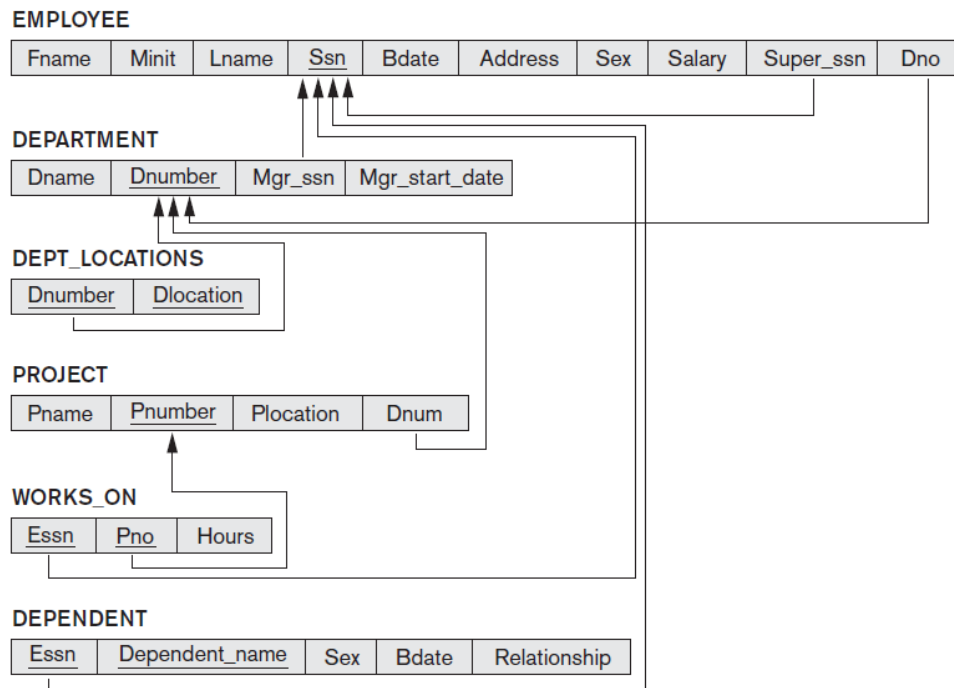 EMPLOYEE
Fname Minit Lname Ssn Bdate Address Sex Salary Super_ssn Dno
DEPARTMENT
Dname Dnumber Mgr_ssn Mgr_start_date
DEPT_LOCATIONS
Dnumber Dlocation
PROJECT
Pname Pnumber Plocation Dnum
WORKS_ON
Essn Pno Hours
DEPENDENT
Essn Dependent_name Sex Bdate Relationship